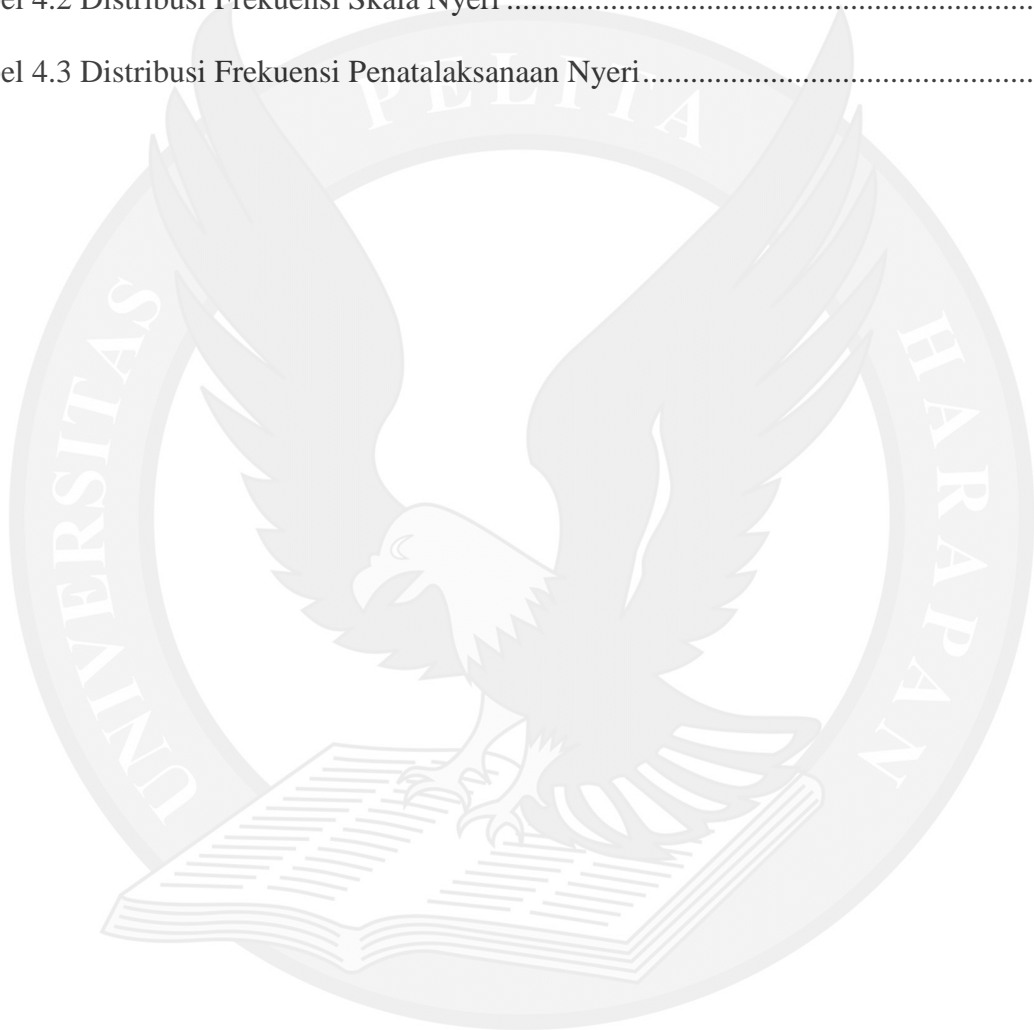 el 4.2 Distribusi Frekuensi Skala Nyeri ................................................................
el 4.3 Distribusi Frekuensi Penatalaksanaan Nyeri ................................................
UNIVERSITAS PELITA HARAPAN